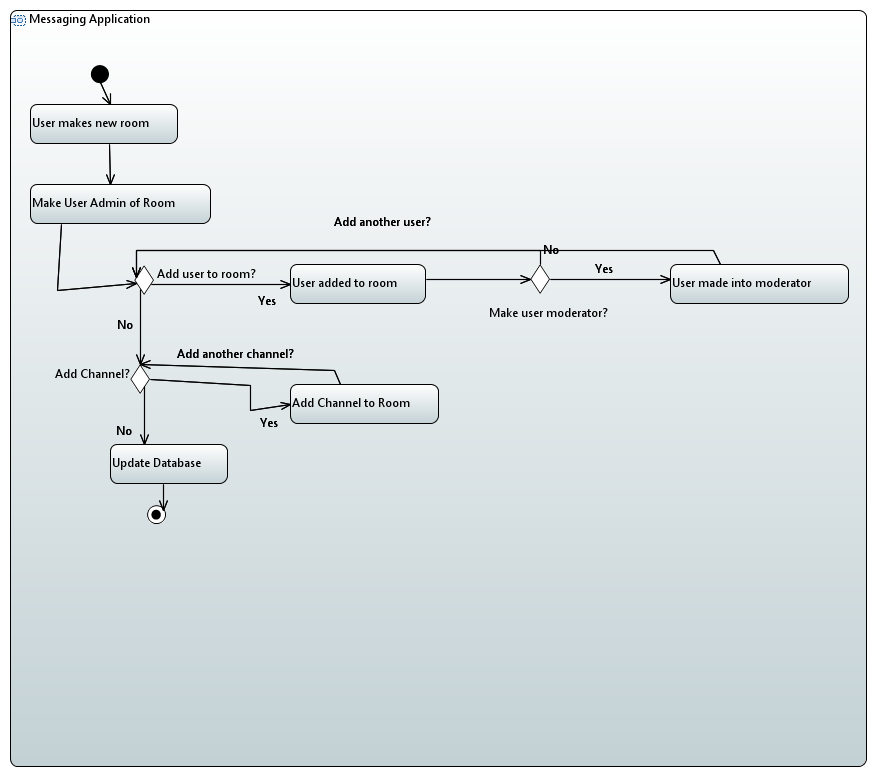 Messaging Application
User makes new room
Make User Admin of Room
Add another user?
No
Add user to room?
Yes
User added to room
Yes
User made into moderator
Make user moderator?
No
Add another channel?
Add Channel?
Add Channel to Room
Yes
No
Update Database